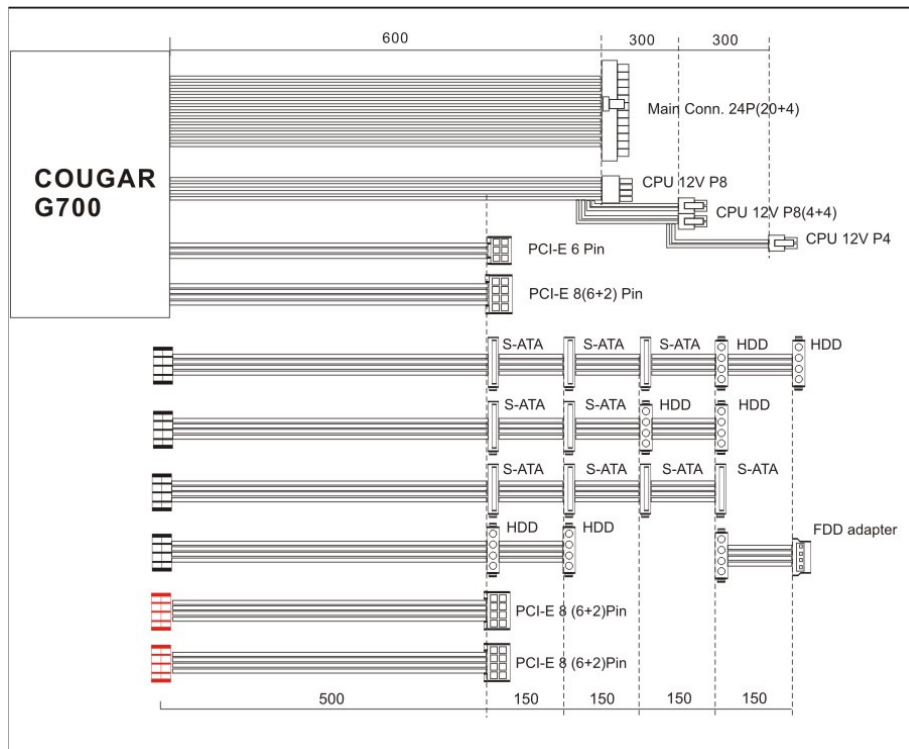 600 300 300
Main Conn. 24P(20+4)
COUGAR
G700
CPU 12V P8
CPU 12V P8(4+4)
CPU 12V P4
PCI-E 6 Pin
PCI-E 8(6+2) Pin
S-ATA S-ATA S-ATA HDD HDD
S-ATA S-ATA HDD HDD
S-ATA S-ATA S-ATA S-ATA
HDD HDD
FDD adapter
PCI-E 8 (6+2)Pin
PCI-E 8 (6+2)Pin
500 150 150 150 150